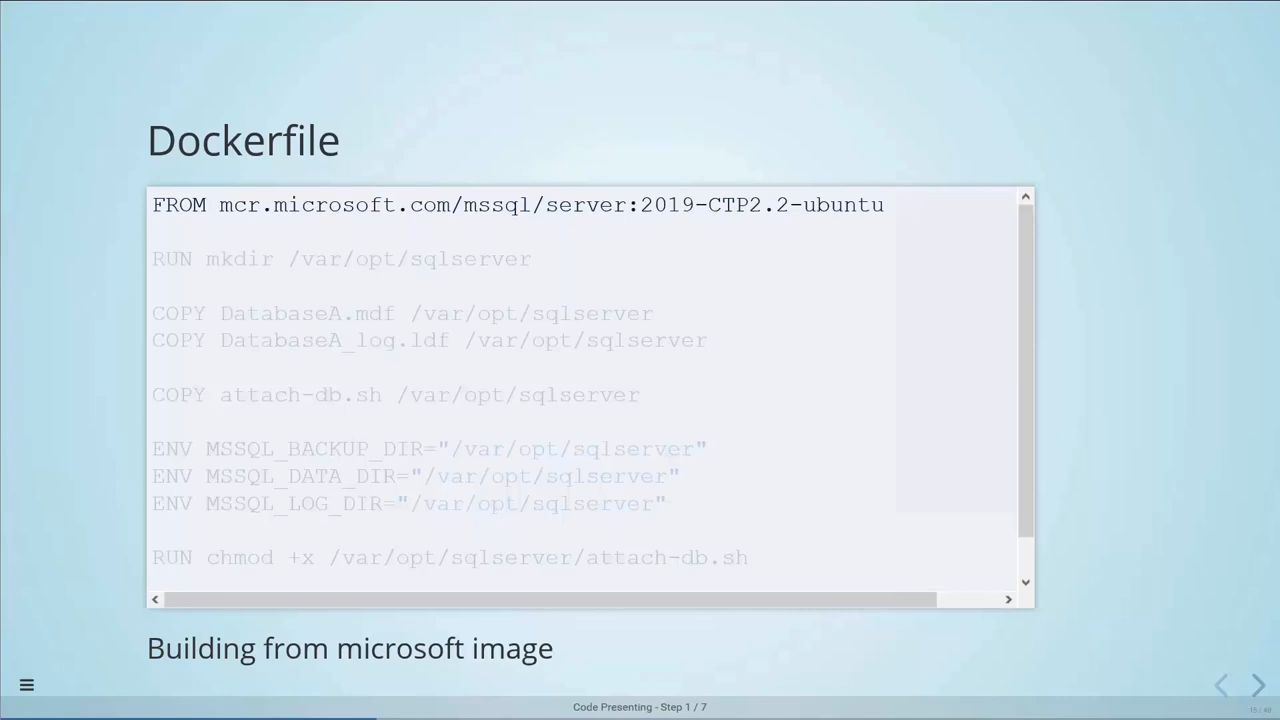 Dockerfile
FROM mcr.microsoft.com/mssql/server:2019-CTP2.2-ubuntu
RUN mkdir /var/opt/sqlserver
COPY DatabaseA.mdf /var/opt/sqlserver
COPY DatabaseA_log.ldf /var/opt/sqlserver
COPY attach-db.sh /var/opt/sqlserver
ENV MSSQL_BACKUP_DIR="/var/opt/sqlserver"
ENV MSSQL_DATA_DIR="/var/opt/sqlserver"
ENV MSSQL_LOG_DIR="/var/opt/sqlserver"
RUN chmod +x /var/opt/sqlserver/attach-db.sh
Building from microsoft image
Code Presenting - Step 1 / 7